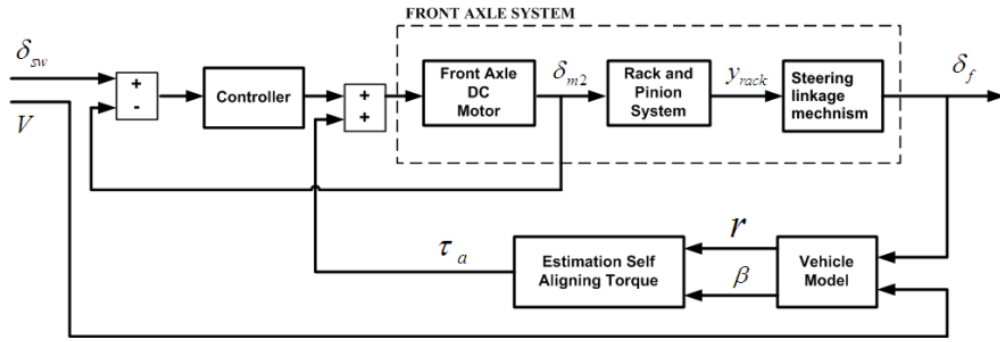 FRONT AXLE SYSTEM
δsw
+
-
Controller
+
+
Front Axle
DC
Motor
δm2
Rack and
Pinion
System
yrack
Steering
linkage
mechnism
δf
V
τa
Estimation Self
Aligning Torque
r
β
Vehicle
Model